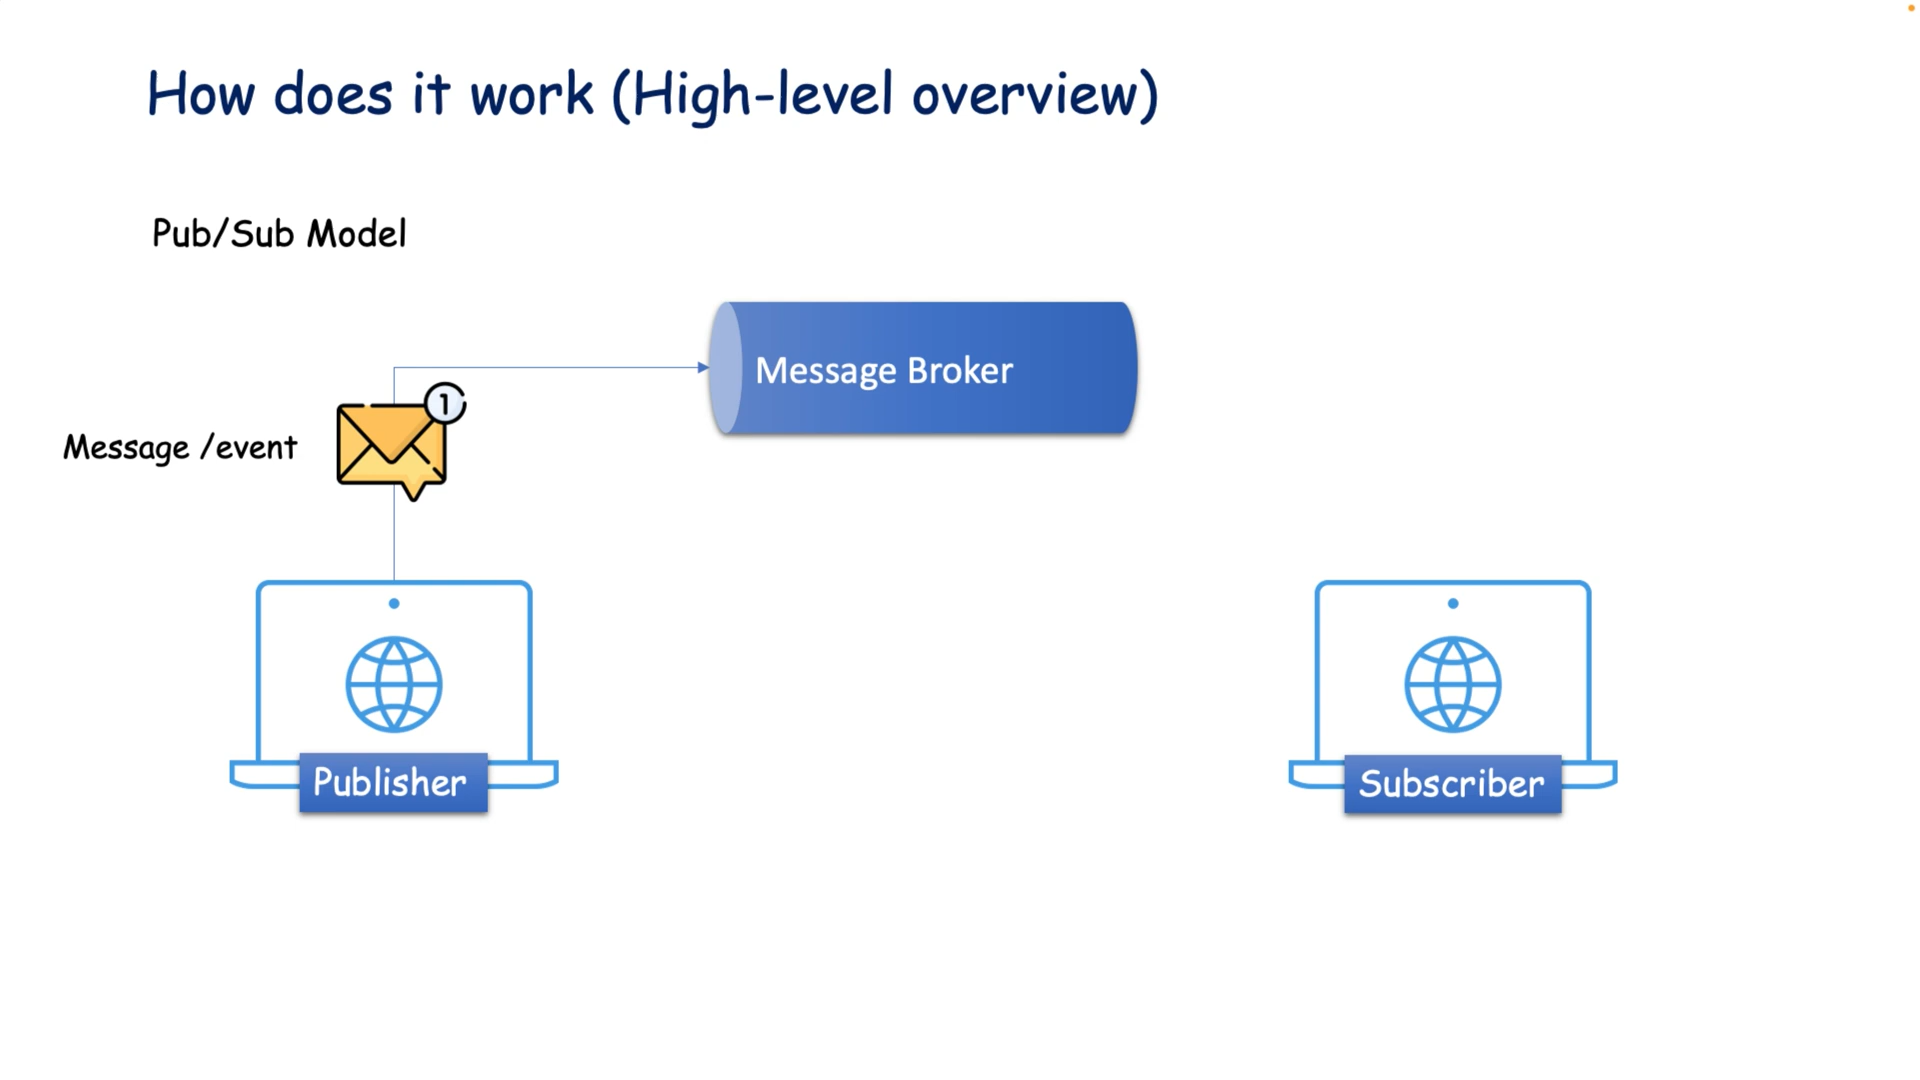 How does it work (High-level overview)
Pub/Sub Model
Message Broker
1
Message /event
Publisher
Subscriber